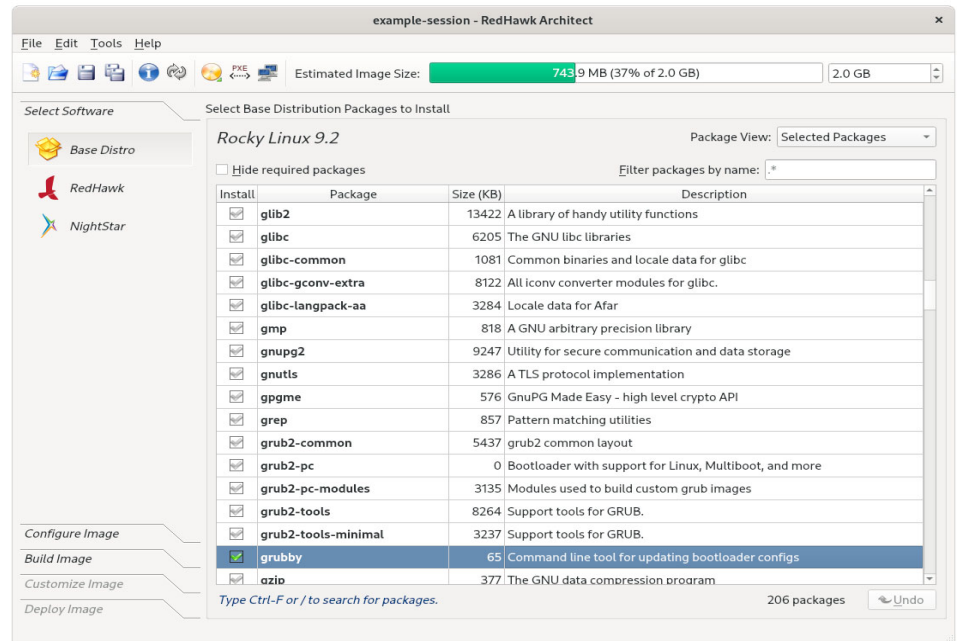 example-session - RedHawk Architect ×
File Edit Tools Help
PXE Estimated Image Size: 743.9 MB (37% of 2.0 GB) 2.0 GB
Select Software
Select Base Distribution Packages to Install
Base Distro
RedHawk
NightStar
Rocky Linux 9.2 Package View: Selected Packages
Hide required packages Filter packages by name: .*
Install Package Size (KB) Description
glib2 13422 A library of handy utility functions
glibc 6205 The GNU libc libraries
glibc-common 1081 Common binaries and locale data for glibc
glibc-gconv-extra 8122 All iconv converter modules for glibc.
glibc-langpack-aa 3284 Locale data for Afar
gmp 818 A GNU arbitrary precision library
gnupg2 9247 Utility for secure communication and data storage
gnutls 3286 A TLS protocol implementation
gpgme 576 GnuPG Made Easy - high level crypto API
grep 857 Pattern matching utilities
grub2-common 5437 grub2 common layout
grub2-pc 0 Bootloader with support for Linux, Multiboot, and more
grub2-pc-modules 3135 Modules used to build custom grub images
grub2-tools 8264 Support tools for GRUB.
grub2-tools-minimal 3237 Support tools for GRUB.
grubby 65 Command line tool for updating bootloader configs
gzip 377 The GNU data compression program
Type Ctrl-F or / to search for packages. 206 packages Undo
Configure Image
Build Image
Customize Image
Deploy Image